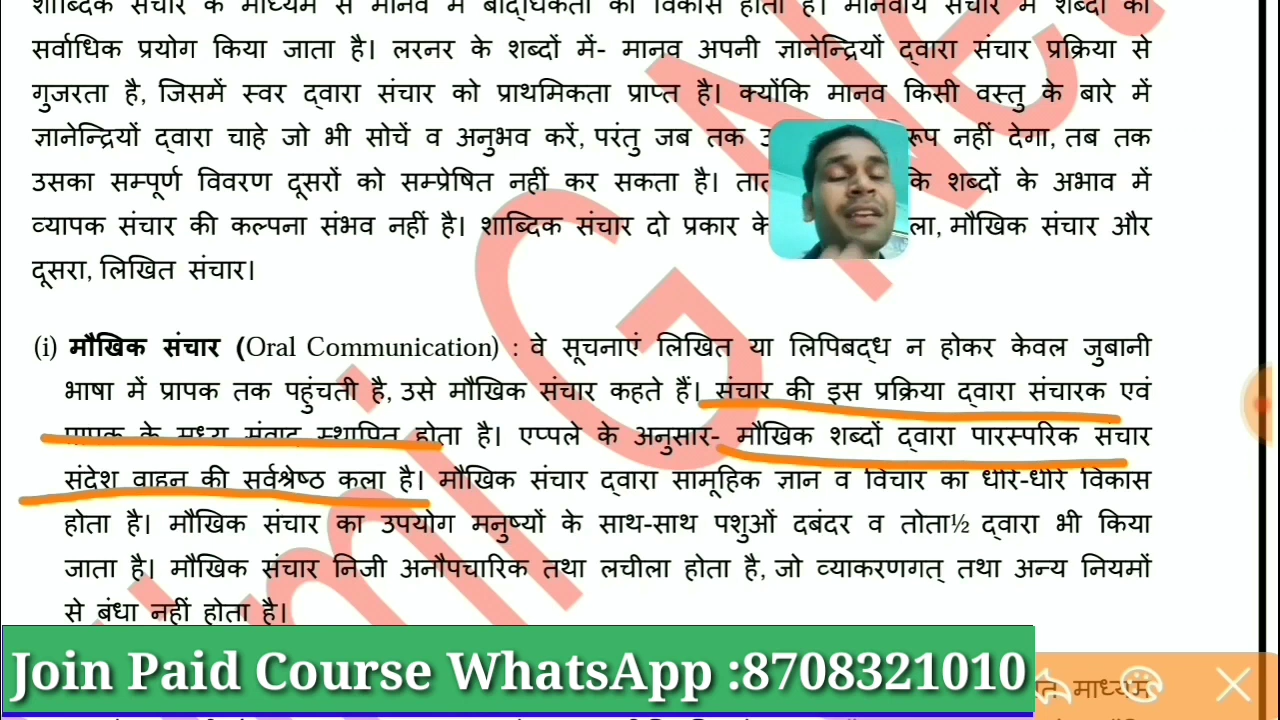 शाब्दिक संचार के माध्यम से मानव में बौद्धिकता का विकास होता है। मानवीय संचार में शब्दों का
सर्वाधिक प्रयोग किया जाता है। लरनर के शब्दों में- मानव अपनी ज्ञानेन्द्रियों द्वारा संचार प्रक्रिया से
गुजरता है, जिसमें स्वर द्वारा संचार को प्राथमिकता प्राप्त है। क्योंकि मानव किसी वस्तु के बारे में
ज्ञानेन्द्रियों द्वारा चाहे जो भी सोचें व अनुभव करें, परंतु जब तक रूप नहीं देगा, तब तक
उसका सम्पूर्ण विवरण दूसरों को सम्प्रेषित नहीं कर सकता है। कि शब्दों के अभाव में
व्यापक संचार की कल्पना संभव नहीं है। शाब्दिक संचार दो प्रकार के ला, मौखिक संचार और
दूसरा, लिखित संचार।
(i) मौखिक संचार (Oral Communication) : वे सूचनाएं लिखित या लिपिबद्ध न होकर केवल जुबानी
भाषा में प्रापक तक पहुंचती है, उसे मौखिक संचार कहते हैं। संचार की इस प्रक्रिया द्वारा संचारक एवं
प्रापक के मध्य संवाद स्थापित होता है। एप्पले के अनुसार- मौखिक शब्दों द्वारा पारस्परिक संचार
संदेश वाहन की सर्वश्रेष्ठ कला है। मौखिक संचार द्वारा सामूहिक ज्ञान व विचार का धीरे-धीरे विकास
होता है। मौखिक संचार का उपयोग मनुष्यों के साथ-साथ पशुओं दबंदर व तोता½ द्वारा भी किया
जाता है। मौखिक संचार निजी अनौपचारिक तथा लचीला होता है, जो व्याकरणगत् तथा अन्य नियमों
से बंधा नहीं होता है।
Join Paid Course WhatsApp :8708321010
माध्यम